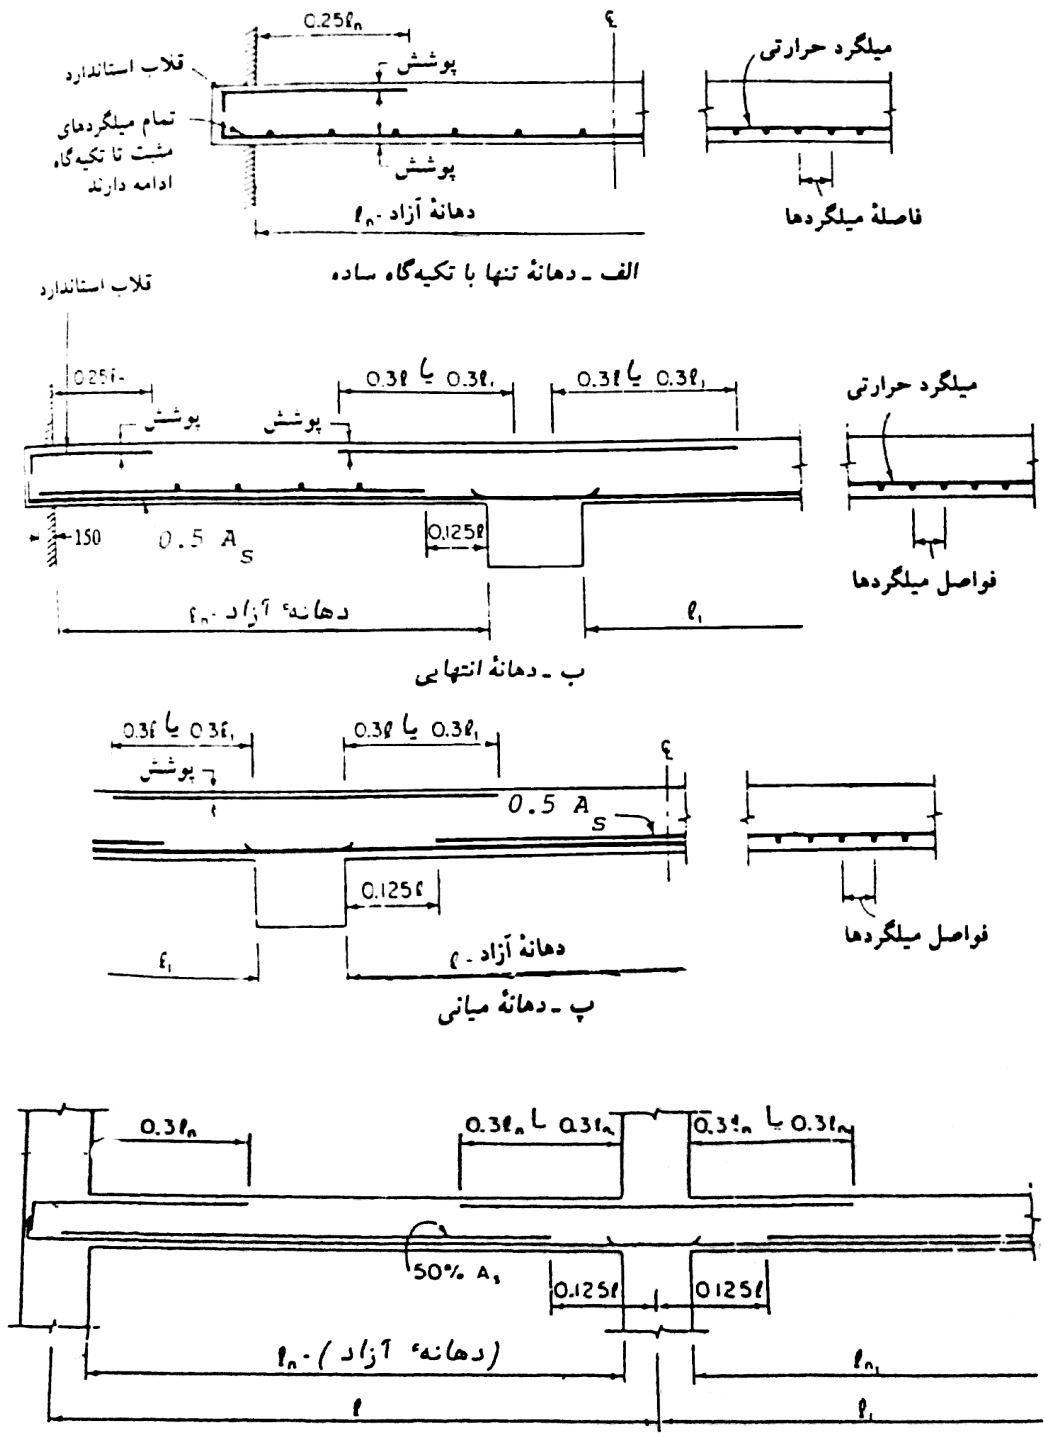 0.25ℓn
℄
قلاب استاندارد
پوشش
میلگرد حرارتی
تمام میلگردهای
مثبت تا تکیه‌گاه
ادامه دارند
پوشش
فاصلهٔ میلگردها
ℓn - دهانهٔ آزاد
الف ـ دهانهٔ تنها با تکیه‌گاه ساده
قلاب استاندارد
0.3ℓ یا 0.3ℓ₁
0.3ℓ یا 0.3ℓ₁
میلگرد حرارتی
پوشش
پوشش
150
0.5 As
0.125ℓ
فواصل میلگردها
ℓn - دهانهٔ آزاد
ℓ₁
ب ـ دهانهٔ انتهایی
0.3ℓ یا 0.3ℓ₁
0.3ℓ یا 0.3ℓ₁
℄
پوشش
0.5 As
0.125ℓ
فواصل میلگردها
ℓ₁
ℓ - دهانهٔ آزاد
پ ـ دهانهٔ میانی
0.3ℓn
0.3ℓn یا 0.3ℓn
0.3ℓn یا 0.3ℓn
50% As
0.125ℓ
0.125ℓ
ℓn - (دهانهٔ آزاد)
ℓn₁
ℓ
ℓ₁